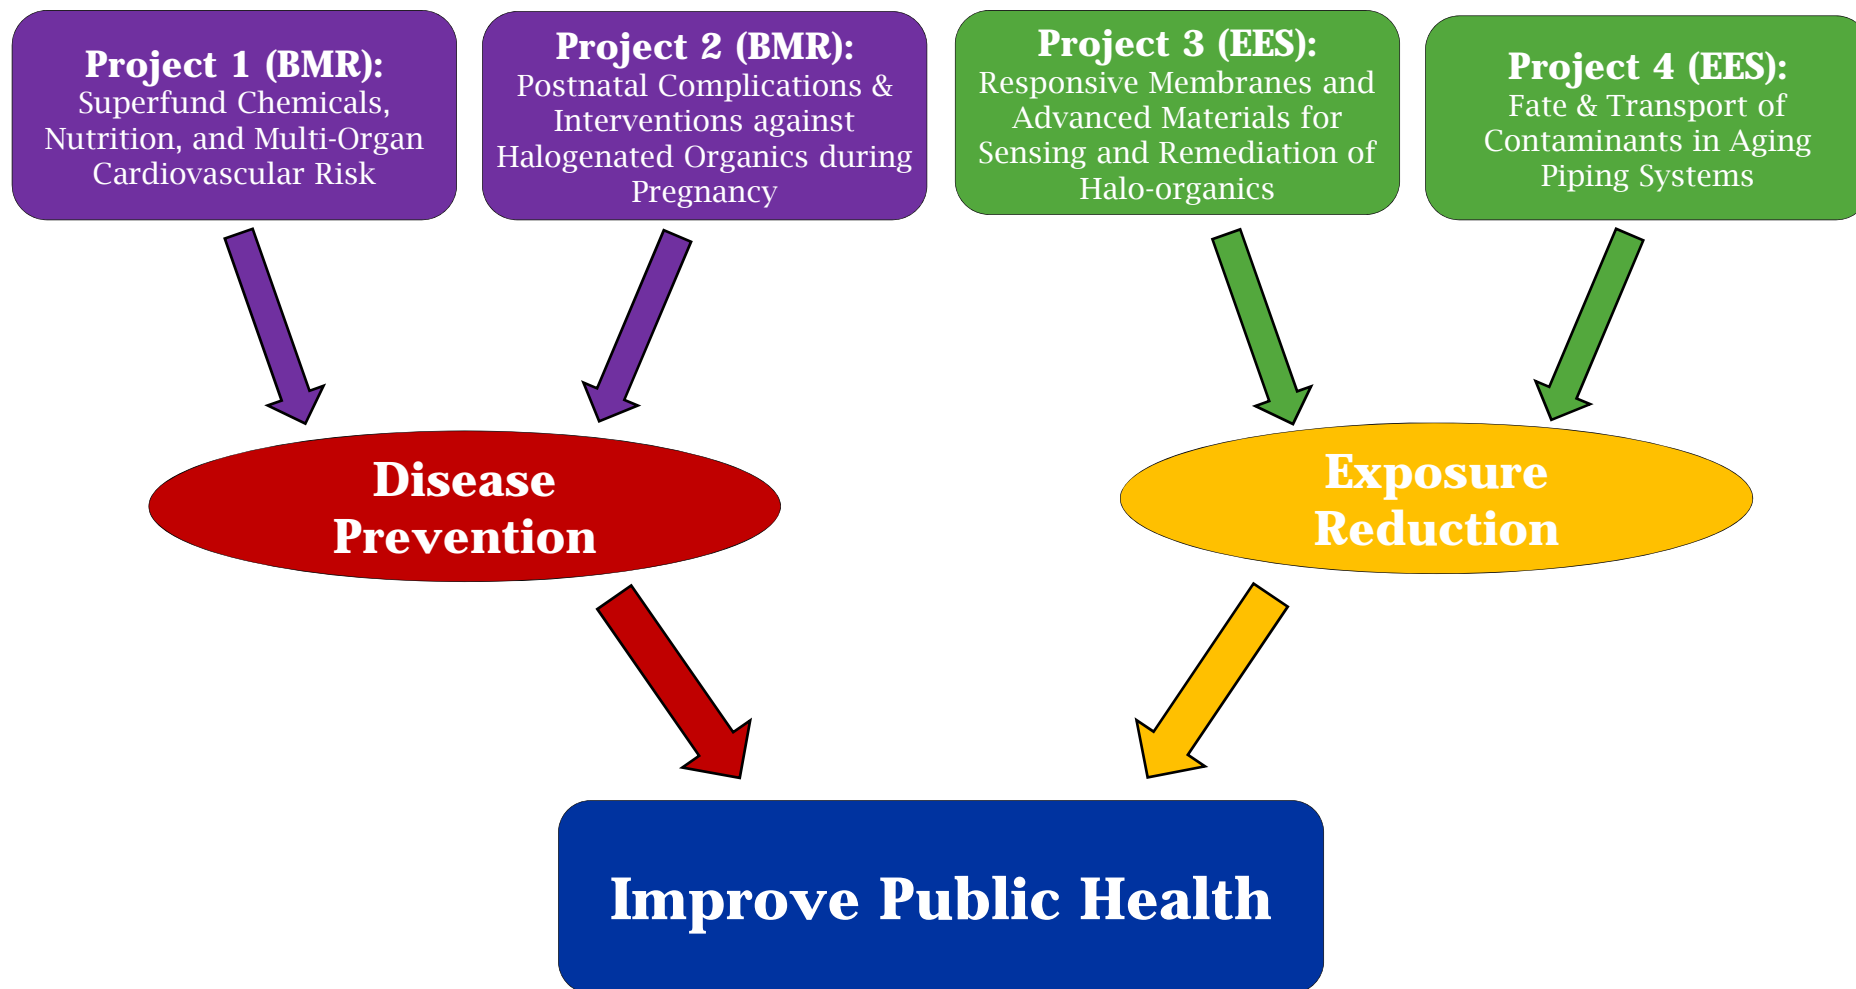 Project 1 (BMR):
Superfund Chemicals,
Nutrition, and Multi-Organ
Cardiovascular Risk
Project 2 (BMR):
Postnatal Complications &
Interventions against
Halogenated Organics during
Pregnancy
Project 3 (EES):
Responsive Membranes and
Advanced Materials for
Sensing and Remediation of
Halo-organics
Project 4 (EES):
Fate & Transport of
Contaminants in Aging
Piping Systems
Disease
Prevention
Exposure
Reduction
Improve Public Health